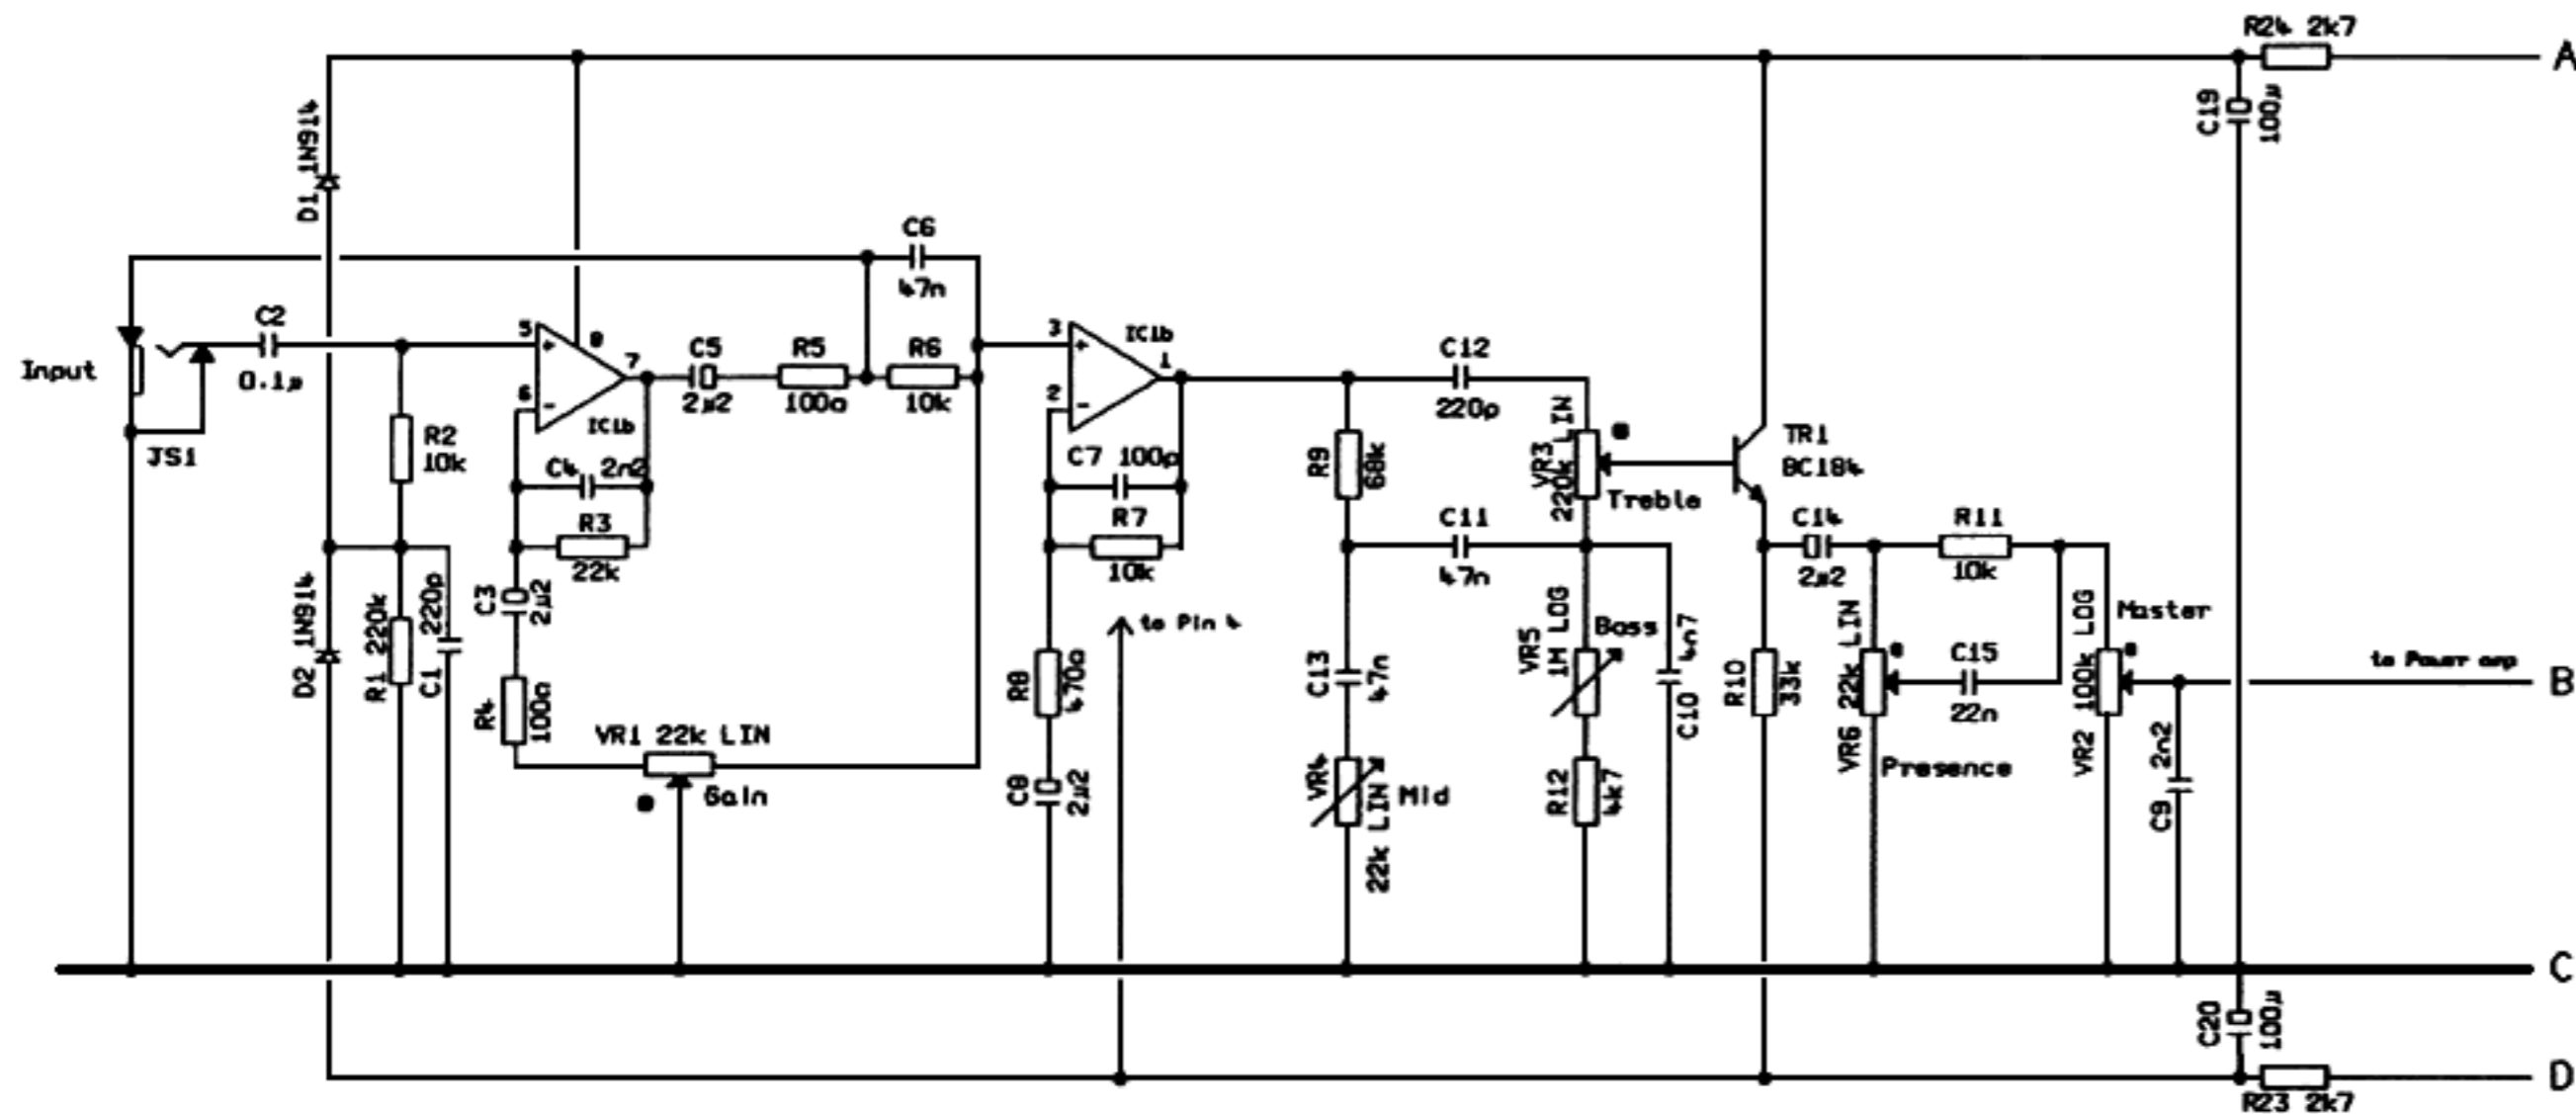 R24 2k7
A
D1 1N914
C19
100µ
C6
47n
Input
JS1
C2
0.1µ
R2
10k
5
+
8
7
6
-
IC1b
C5
2µ2
R5
100o
R6
10k
3
+
IC1b
1
2
-
C12
220p
VR3
220k LIN
Treble
TR1
BC184
C4 2n2
R3
22k
C7 100p
R7
10k
R9
68k
C11
47n
C14
2µ2
R11
10k
D2 1N914
R1 220k
C1 220p
C3
2µ2
R4
100o
VR1 22k LIN
Gain
R8
470o
C8
2µ2
to Pin 4
C13
47n
VR4
22k LIN
Mid
VR5
1M LOG
Bass
R12
4k7
C10 4n7
R10
33k
VR6 22k LIN
Presence
C15
22n
VR2 100k LOG
Master
C9 2n2
to Power amp
B
C
C20
100µ
D
R23 2k7